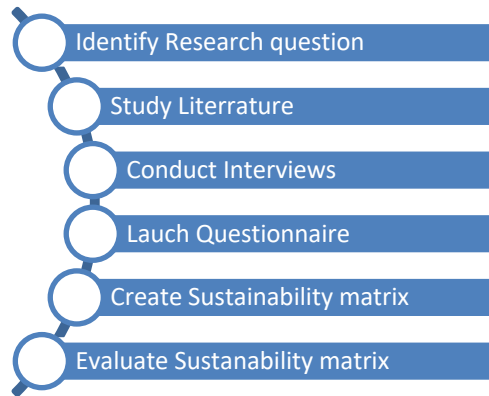 Identify Research question
Study Literrature
Conduct Interviews
Lauch Questionnaire
Create Sustainability matrix
Evaluate Sustanability matrix